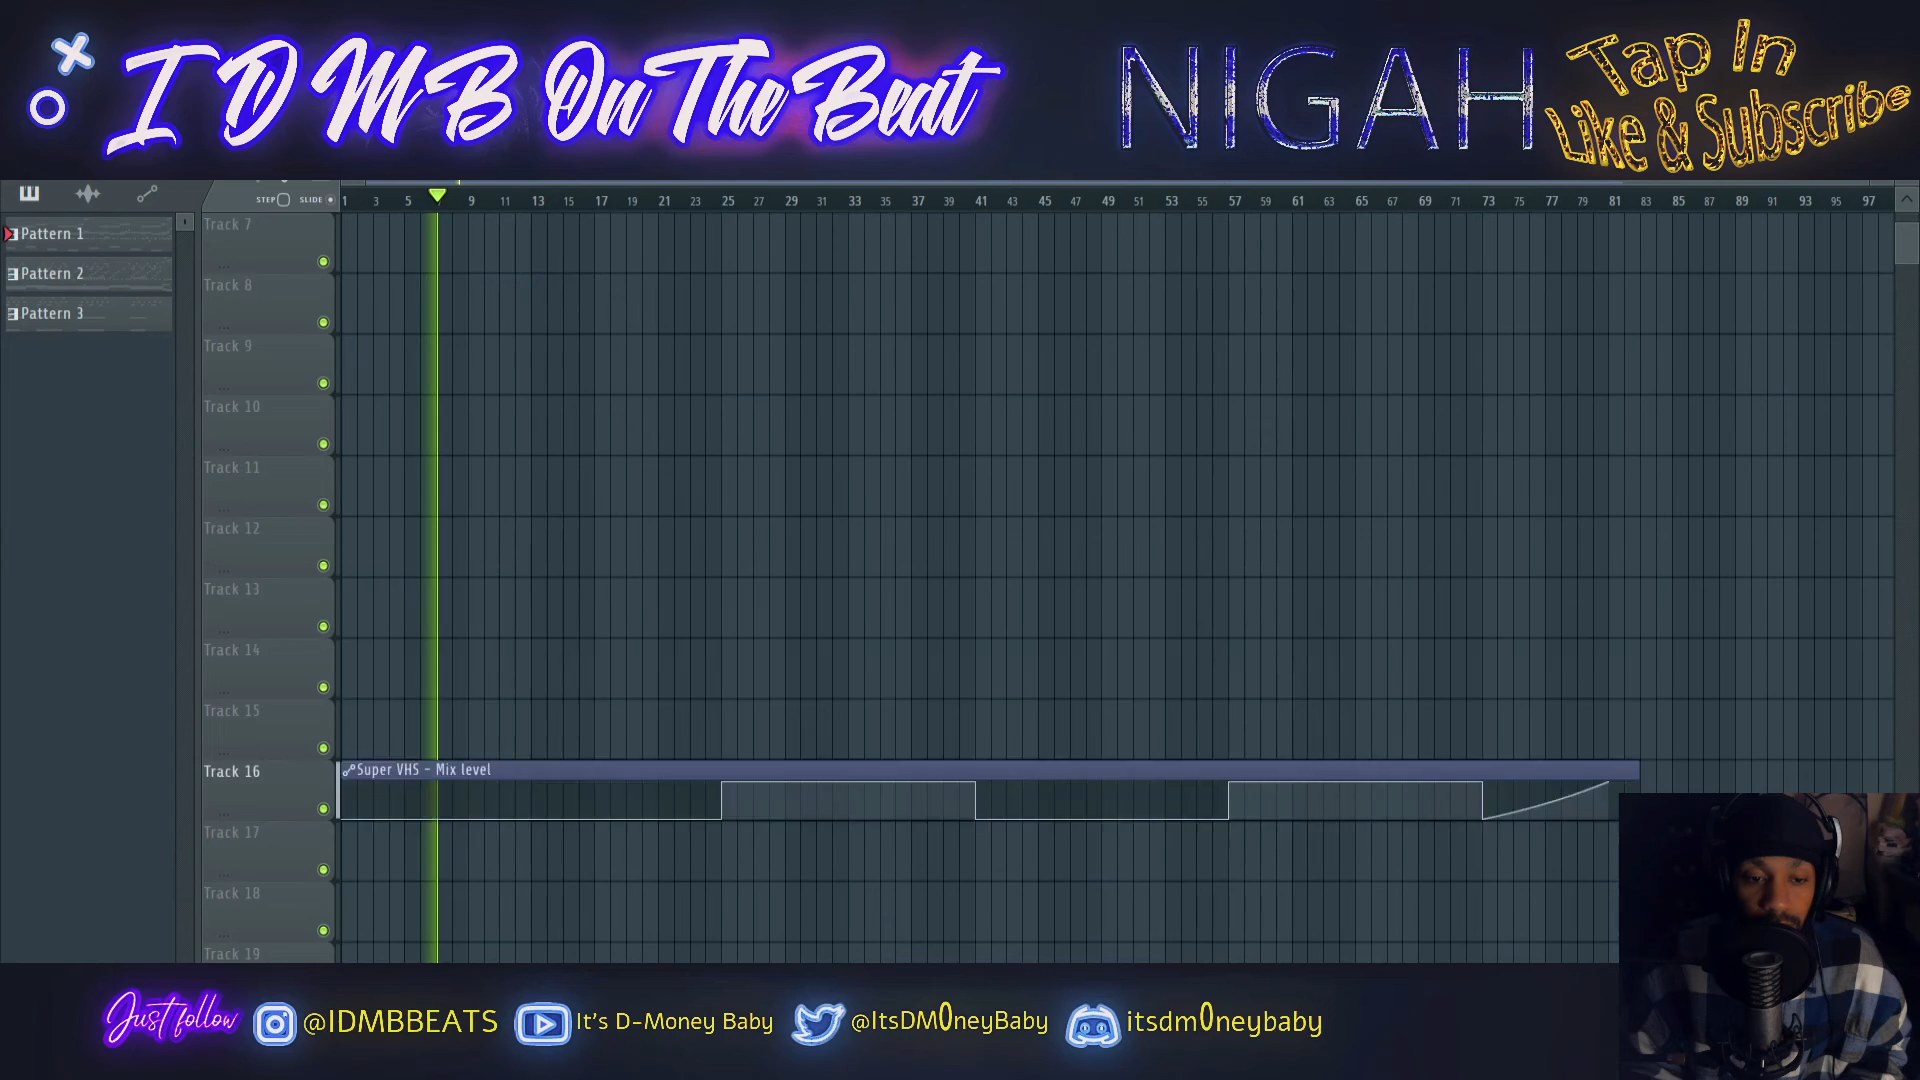 I D M B On The Beat
NIGAH
Tap In
Like & Subscribe
STEP SLIDE
1 3 5 9 11 13 15 17 19 21 23 25 27 29 31 33 35 37 39 41 43 45 47 49 51 53 55 57 59 61 63 65 67 69 71 73 75 77 79 81 83 85 87 89 91 93 95 97
Pattern 1
Pattern 2
Pattern 3
Track 7
Track 8
Track 9
Track 10
Track 11
Track 12
Track 13
Track 14
Track 15
Track 16
Super VHS - Mix level
Track 17
Track 18
Track 19
Just follow
@IDMBBEATS
It's D-Money Baby
@ItsDM0neyBaby
itsdm0neybaby